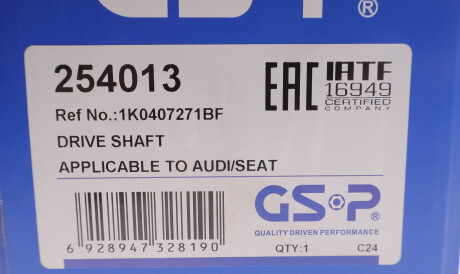 GSP®
254013
EAC
IATF
16949
CERTIFIED
COMPANY
Ref No.:1K0407271BF
DRIVE SHAFT
APPLICABLE TO AUDI/SEAT
6 928947 328190
GS-P®
QUALITY DRIVEN PERFORMANCE
QTY:1 C24